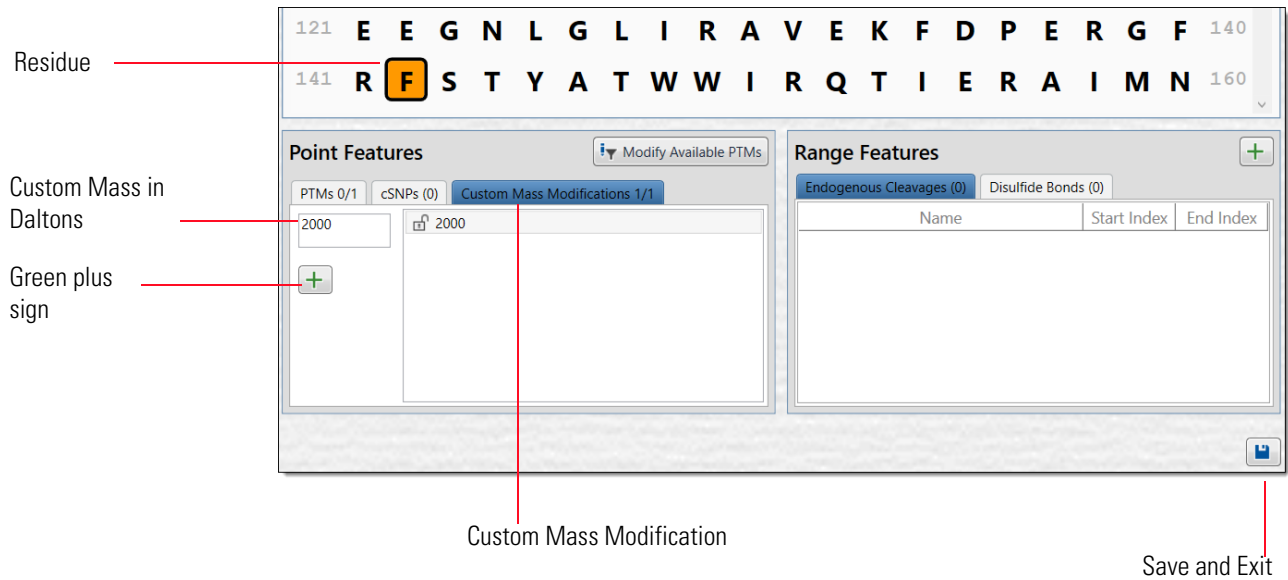 121 E E G N L G L I R A V E K F D P E R G F 140
Residue
141 R F S T Y A T W W I R Q T I E R A I M N 160
Point Features
Modify Available PTMs
Range Features
Custom Mass in
Daltons
PTMs 0/1 cSNPs (0) Custom Mass Modifications 1/1
Endogenous Cleavages (0) Disulfide Bonds (0)
2000
2000
Name Start Index End Index
Green plus
sign
Custom Mass Modification
Save and Exit